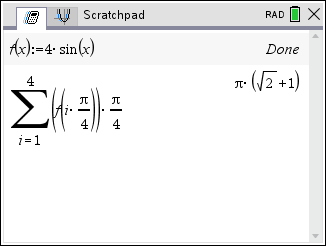 Scratchpad RAD
f(x):=4·sin(x) Done
4
∑ (f(i·π/4))·π/4 π·(√2+1)
i=1